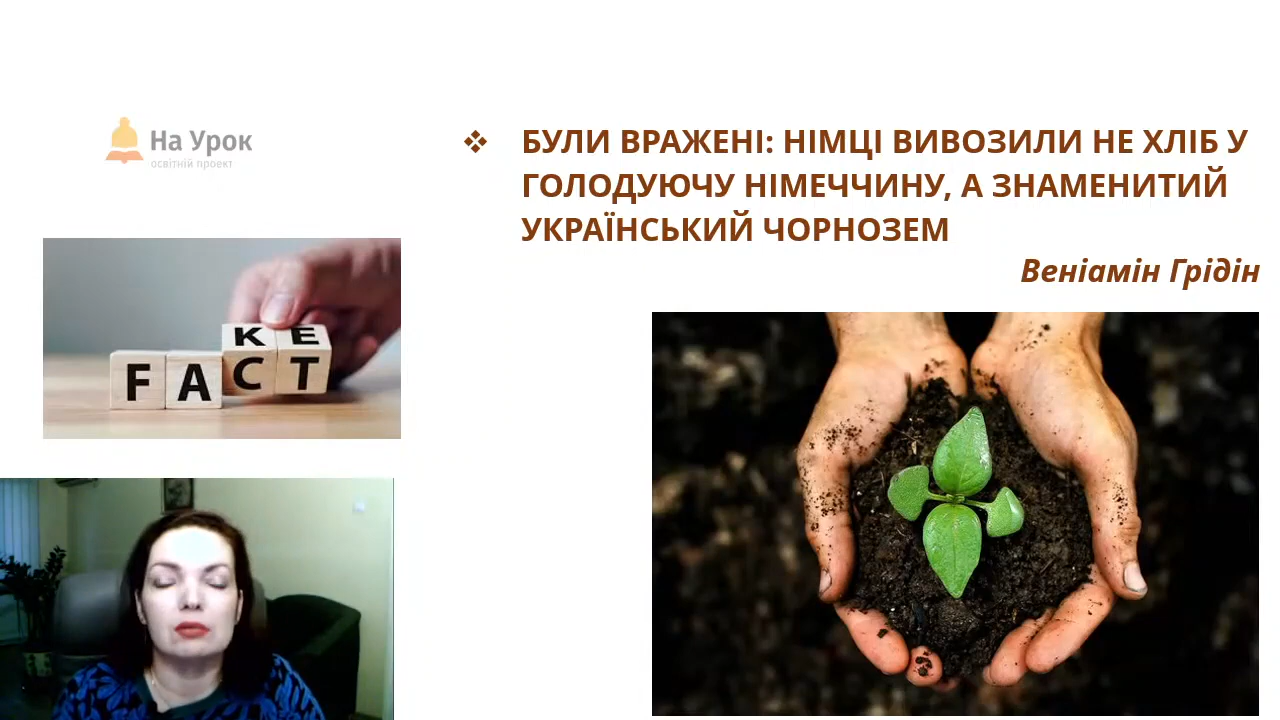 На Урок
освітній проект
❖ БУЛИ ВРАЖЕНІ: НІМЦІ ВИВОЗИЛИ НЕ ХЛІБ У
ГОЛОДУЮЧУ НІМЕЧЧИНУ, А ЗНАМЕНИТИЙ
УКРАЇНСЬКИЙ ЧОРНОЗЕМ
Веніамін Грідін
KE
FACT